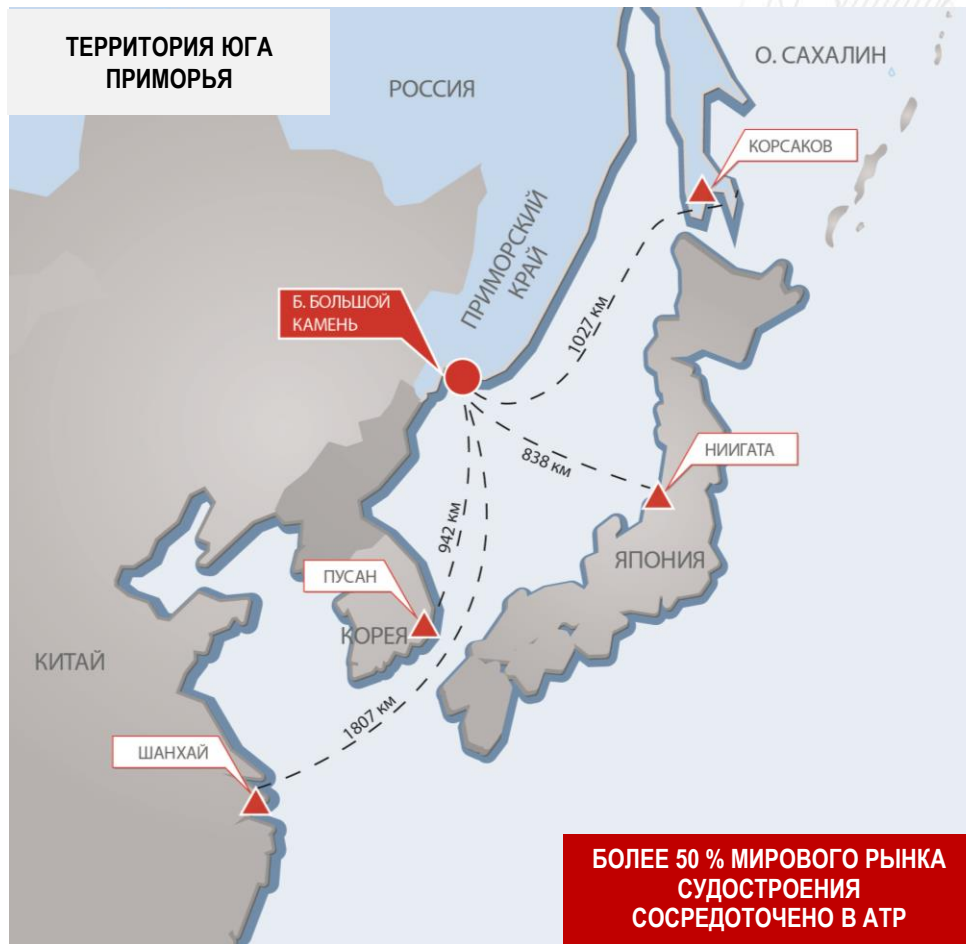 ТЕРРИТОРИЯ ЮГА
ПРИМОРЬЯ
РОССИЯ
О. САХАЛИН
КОРСАКОВ
ПРИМОРСКИЙ
КРАЙ
Б. БОЛЬШОЙ
КАМЕНЬ
1027 км
838 км
НИИГАТА
942 км
ЯПОНИЯ
ПУСАН
КОРЕЯ
КИТАЙ
1807 км
ШАНХАЙ
БОЛЕЕ 50 % МИРОВОГО РЫНКА
СУДОСТРОЕНИЯ
СОСРЕДОТОЧЕНО В АТР